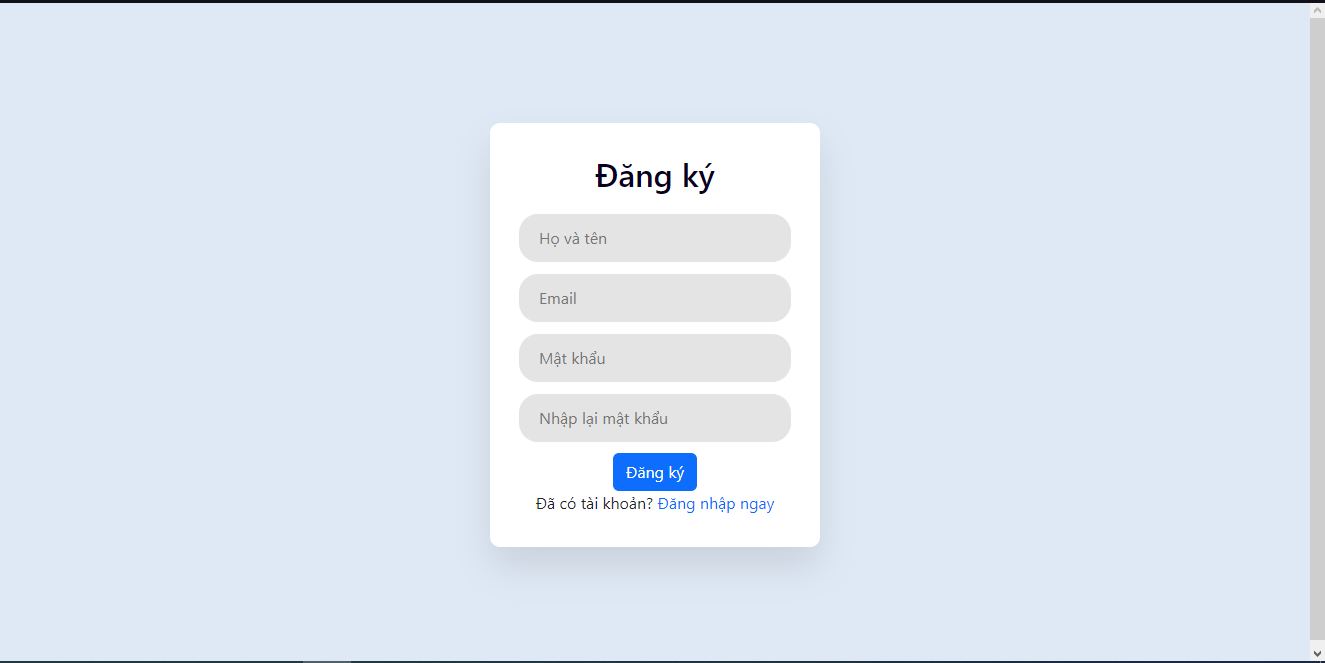 Đăng ký
Họ và tên
Email
Mật khẩu
Nhập lại mật khẩu
Đăng ký
Đã có tài khoản? Đăng nhập ngay